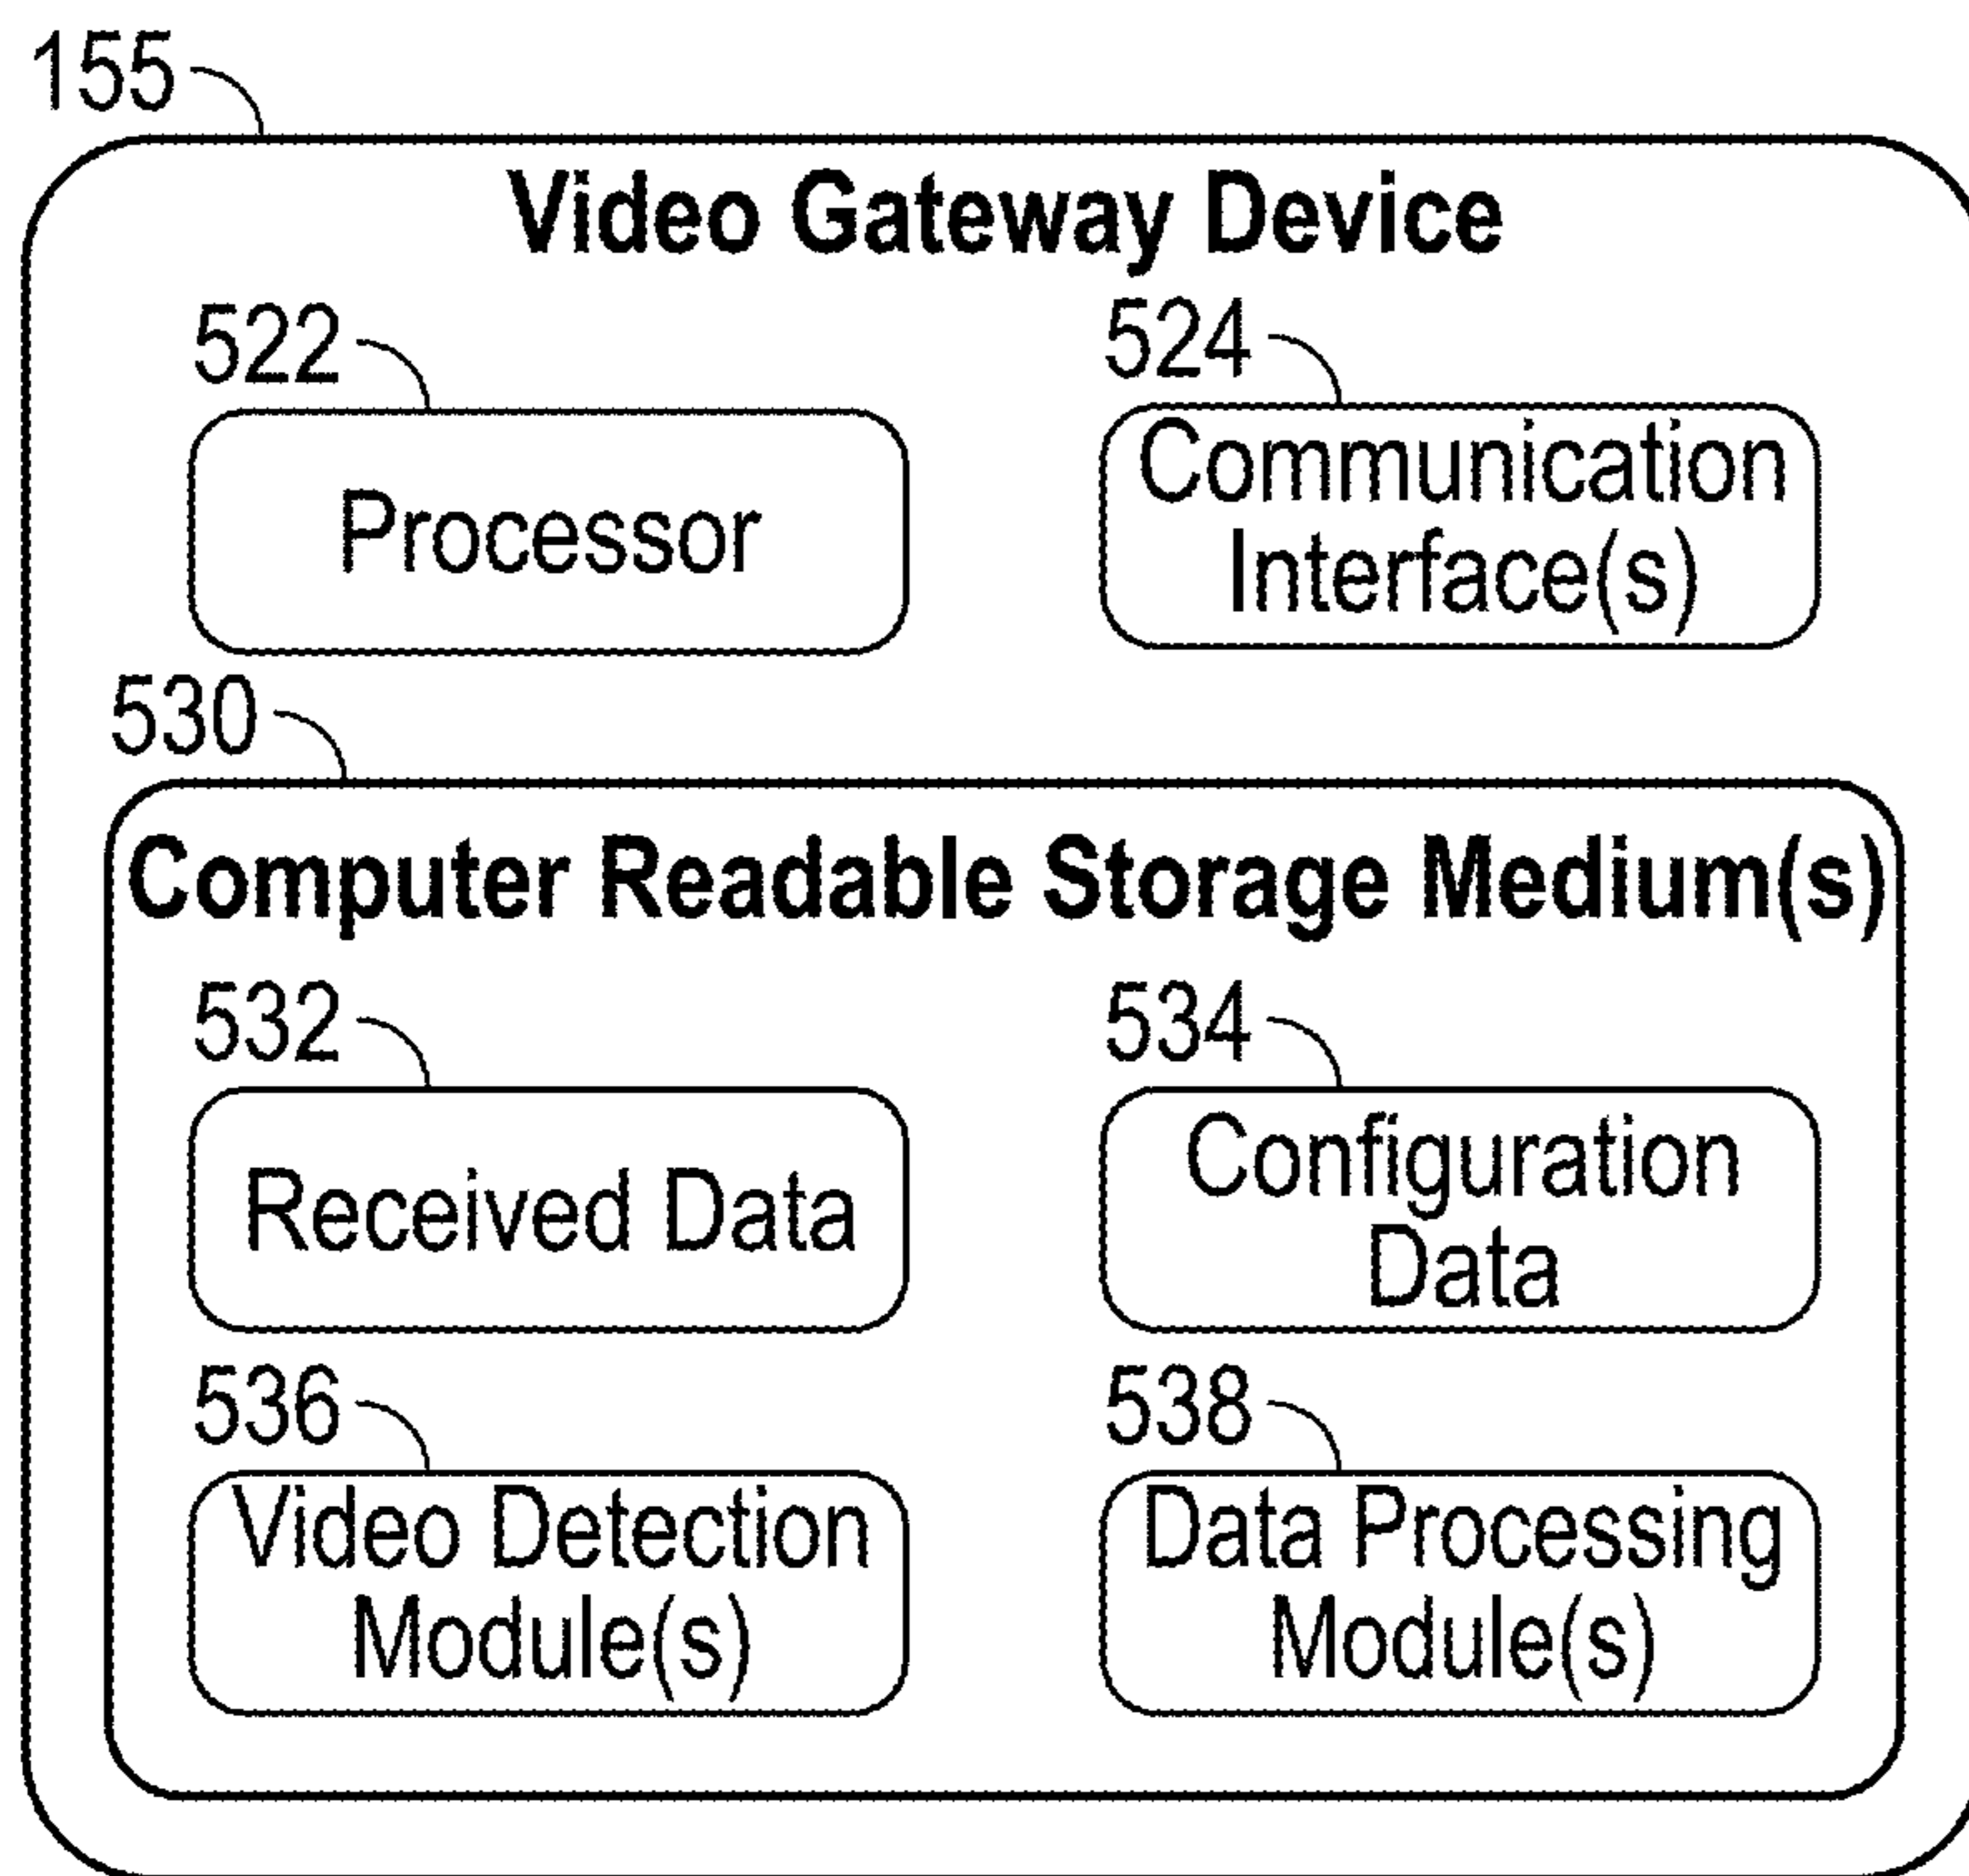 155
Video Gateway Device
522
Processor
524
Communication
Interface(s)
530
Computer Readable Storage Medium(s)
532
Received Data
534
Configuration
Data
536
Video Detection
Module(s)
538
Data Processing
Module(s)